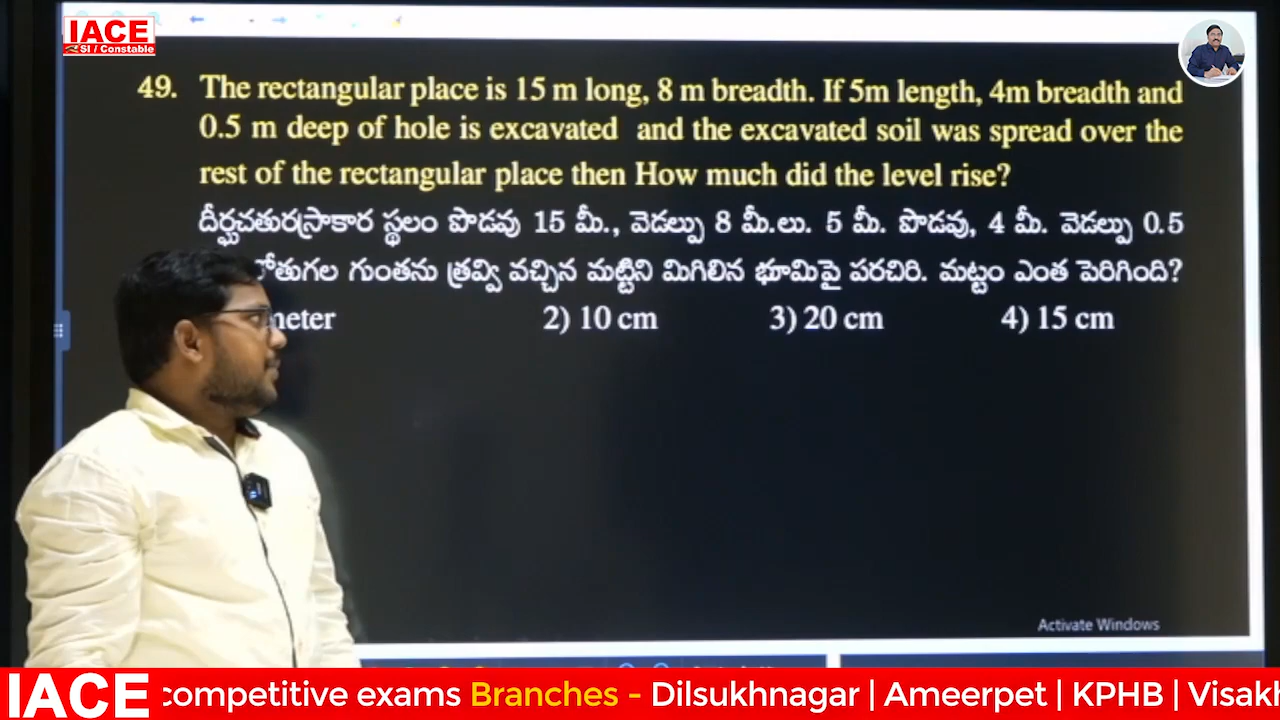 IACE
SI / Constable
49. The rectangular place is 15 m long, 8 m breadth. If 5m length, 4m breadth and
0.5 m deep of hole is excavated and the excavated soil was spread over the
rest of the rectangular place then How much did the level rise?
దీర్ఘచతురస్రాకార స్థలం పొడవు 15 మీ., వెడల్పు 8 మీ.లు. 5 మీ. పొడవు, 4 మీ. వెడల్పు 0.5
గుంతను త్రవ్వి వచ్చిన మట్టిని మిగిలిన భూమిపై పరచిరి. మట్టం ఎంత పెరిగింది?
2) 10 cm 3) 20 cm 4) 15 cm
Activate Windows
IACE competitive exams Branches - Dilsukhnagar | Ameerpet | KPHB |